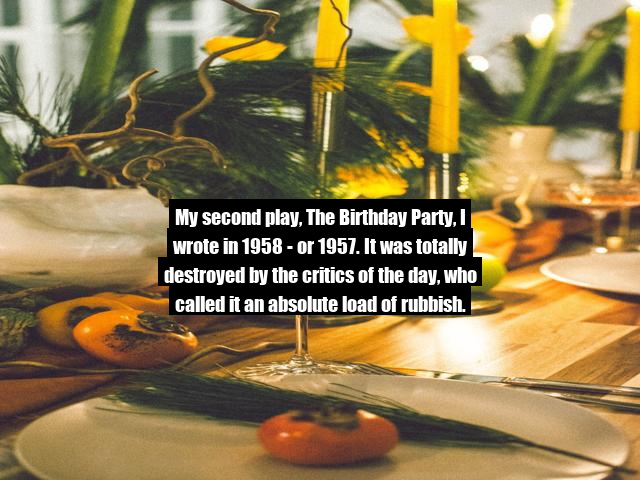 My second play, The Birthday Party, I
wrote in 1958 - or 1957. It was totally
destroyed by the critics of the day, who
called it an absolute load of rubbish.